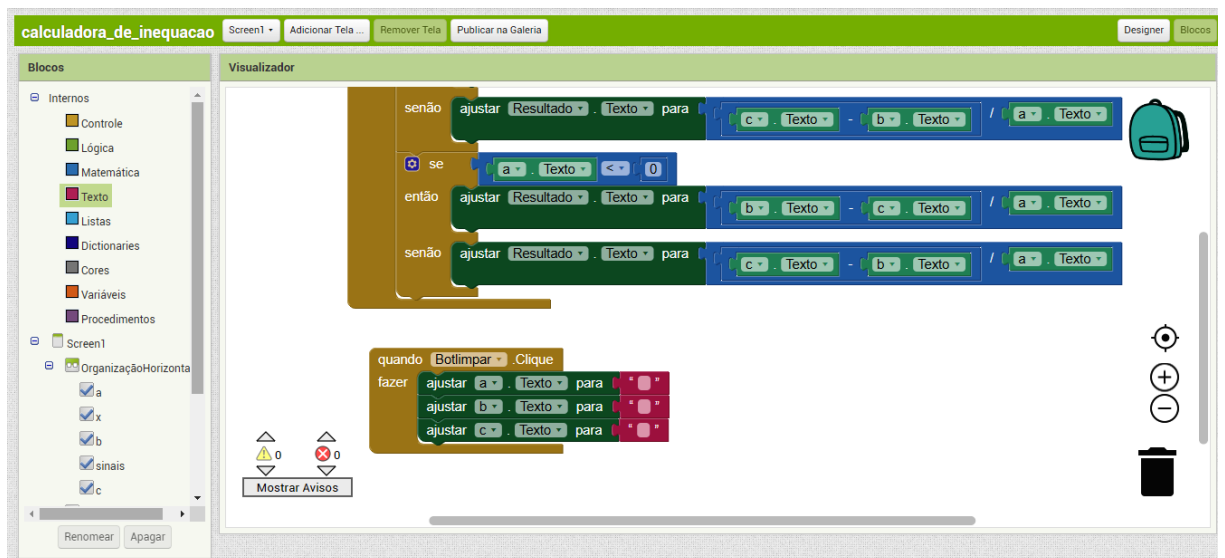 calculadora_de_inequacao Screen1 Adicionar Tela ... Remover Tela Publicar na Galeria Designer Blocos
Blocos
Internos
Controle
Lógica
Matemática
Texto
Listas
Dictionaries
Cores
Variáveis
Procedimentos
Screen1
OrganizaçãoHorizonta
a
x
b
sinais
c
Renomear Apagar
Visualizador
senão ajustar Resultado . Texto para c . Texto - b . Texto / a . Texto
se a . Texto < 0
então ajustar Resultado . Texto para b . Texto - c . Texto / a . Texto
senão ajustar Resultado . Texto para c . Texto - b . Texto / a . Texto
quando Botlimpar .Clique
fazer ajustar a . Texto para “ ”
ajustar b . Texto para “ ”
ajustar c . Texto para “ ”
0 0
Mostrar Avisos